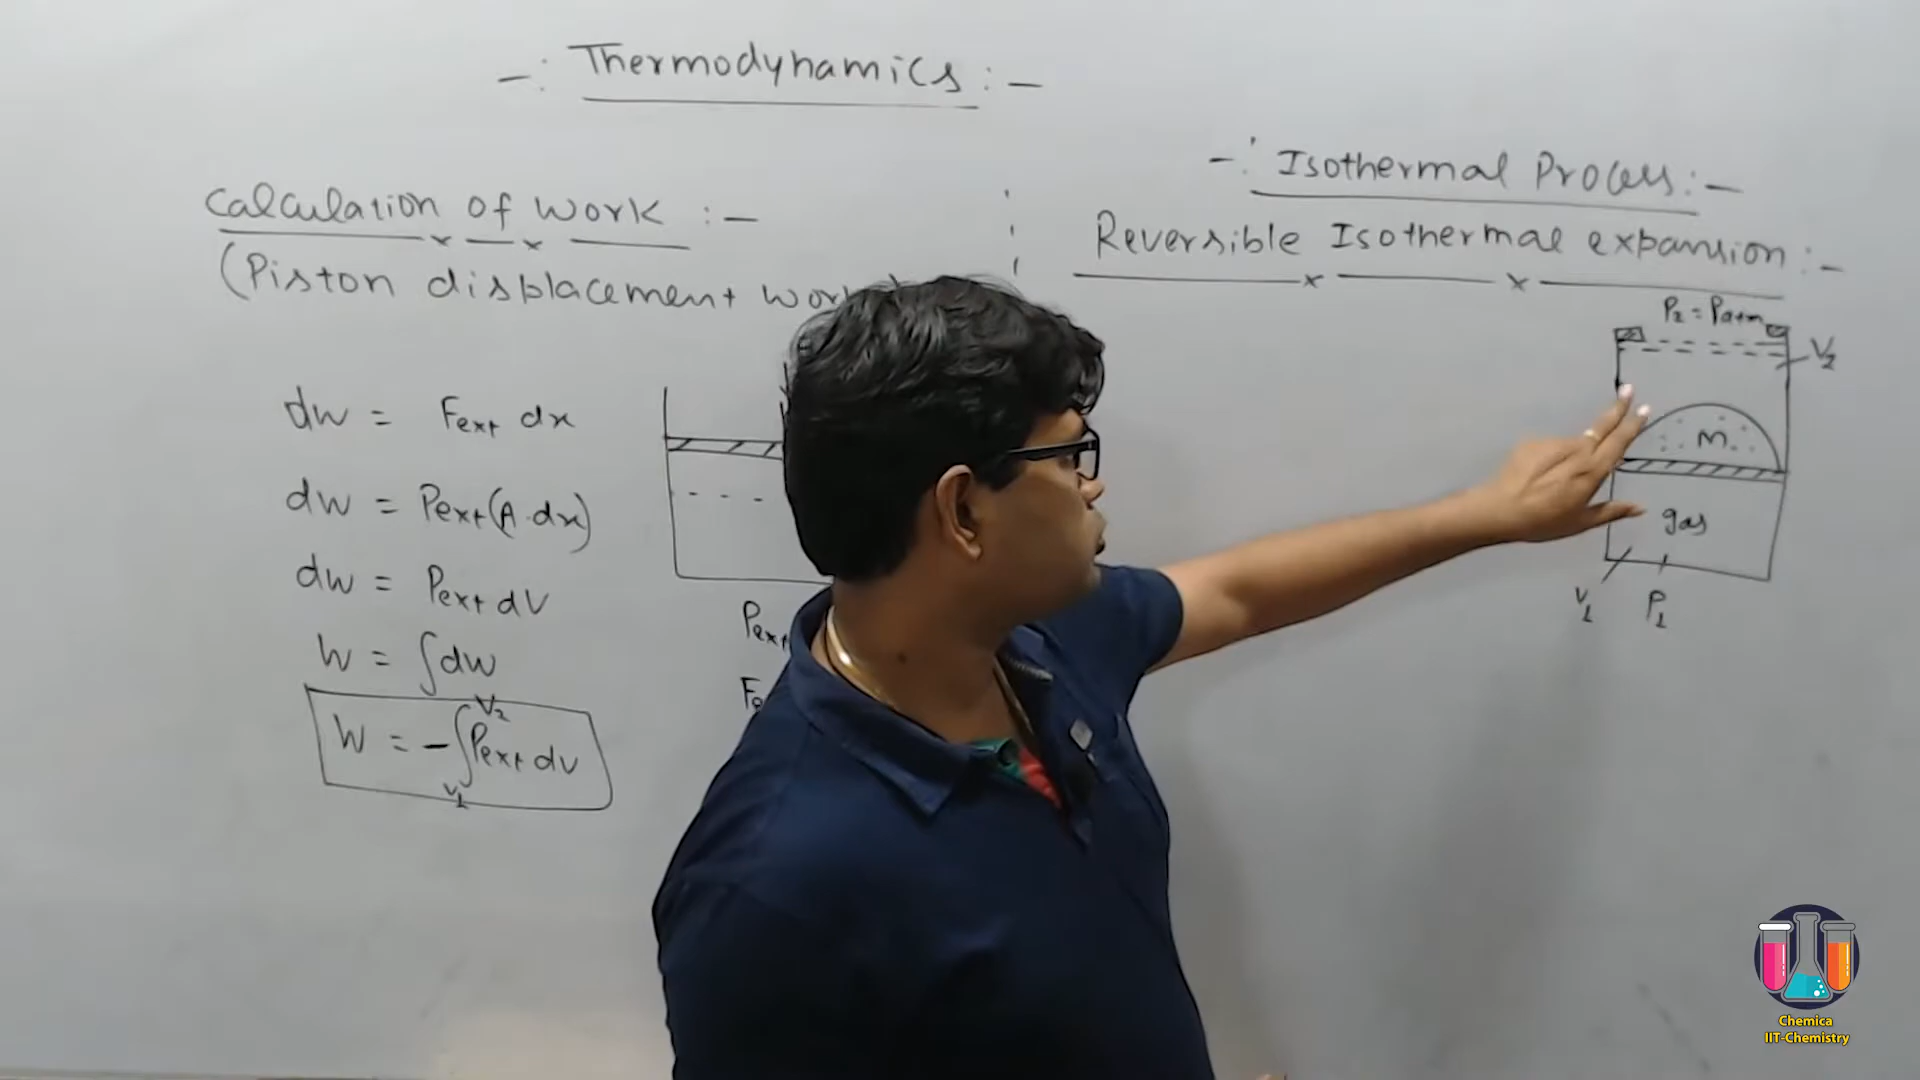 -: Thermodynamics :-
Calculation of work :-
(Piston displacement work
dw = Fext dx
dw = Pext(A.dx)
dw = Pext dV
W = ∫dw
W = -∫Pext dv
V2
V1
Pext
-: Isothermal Process :-
Reversible Isothermal expansion :-
P2 = Patm
V2
m
gas
V1
P1
Chemica
IIT-Chemistry